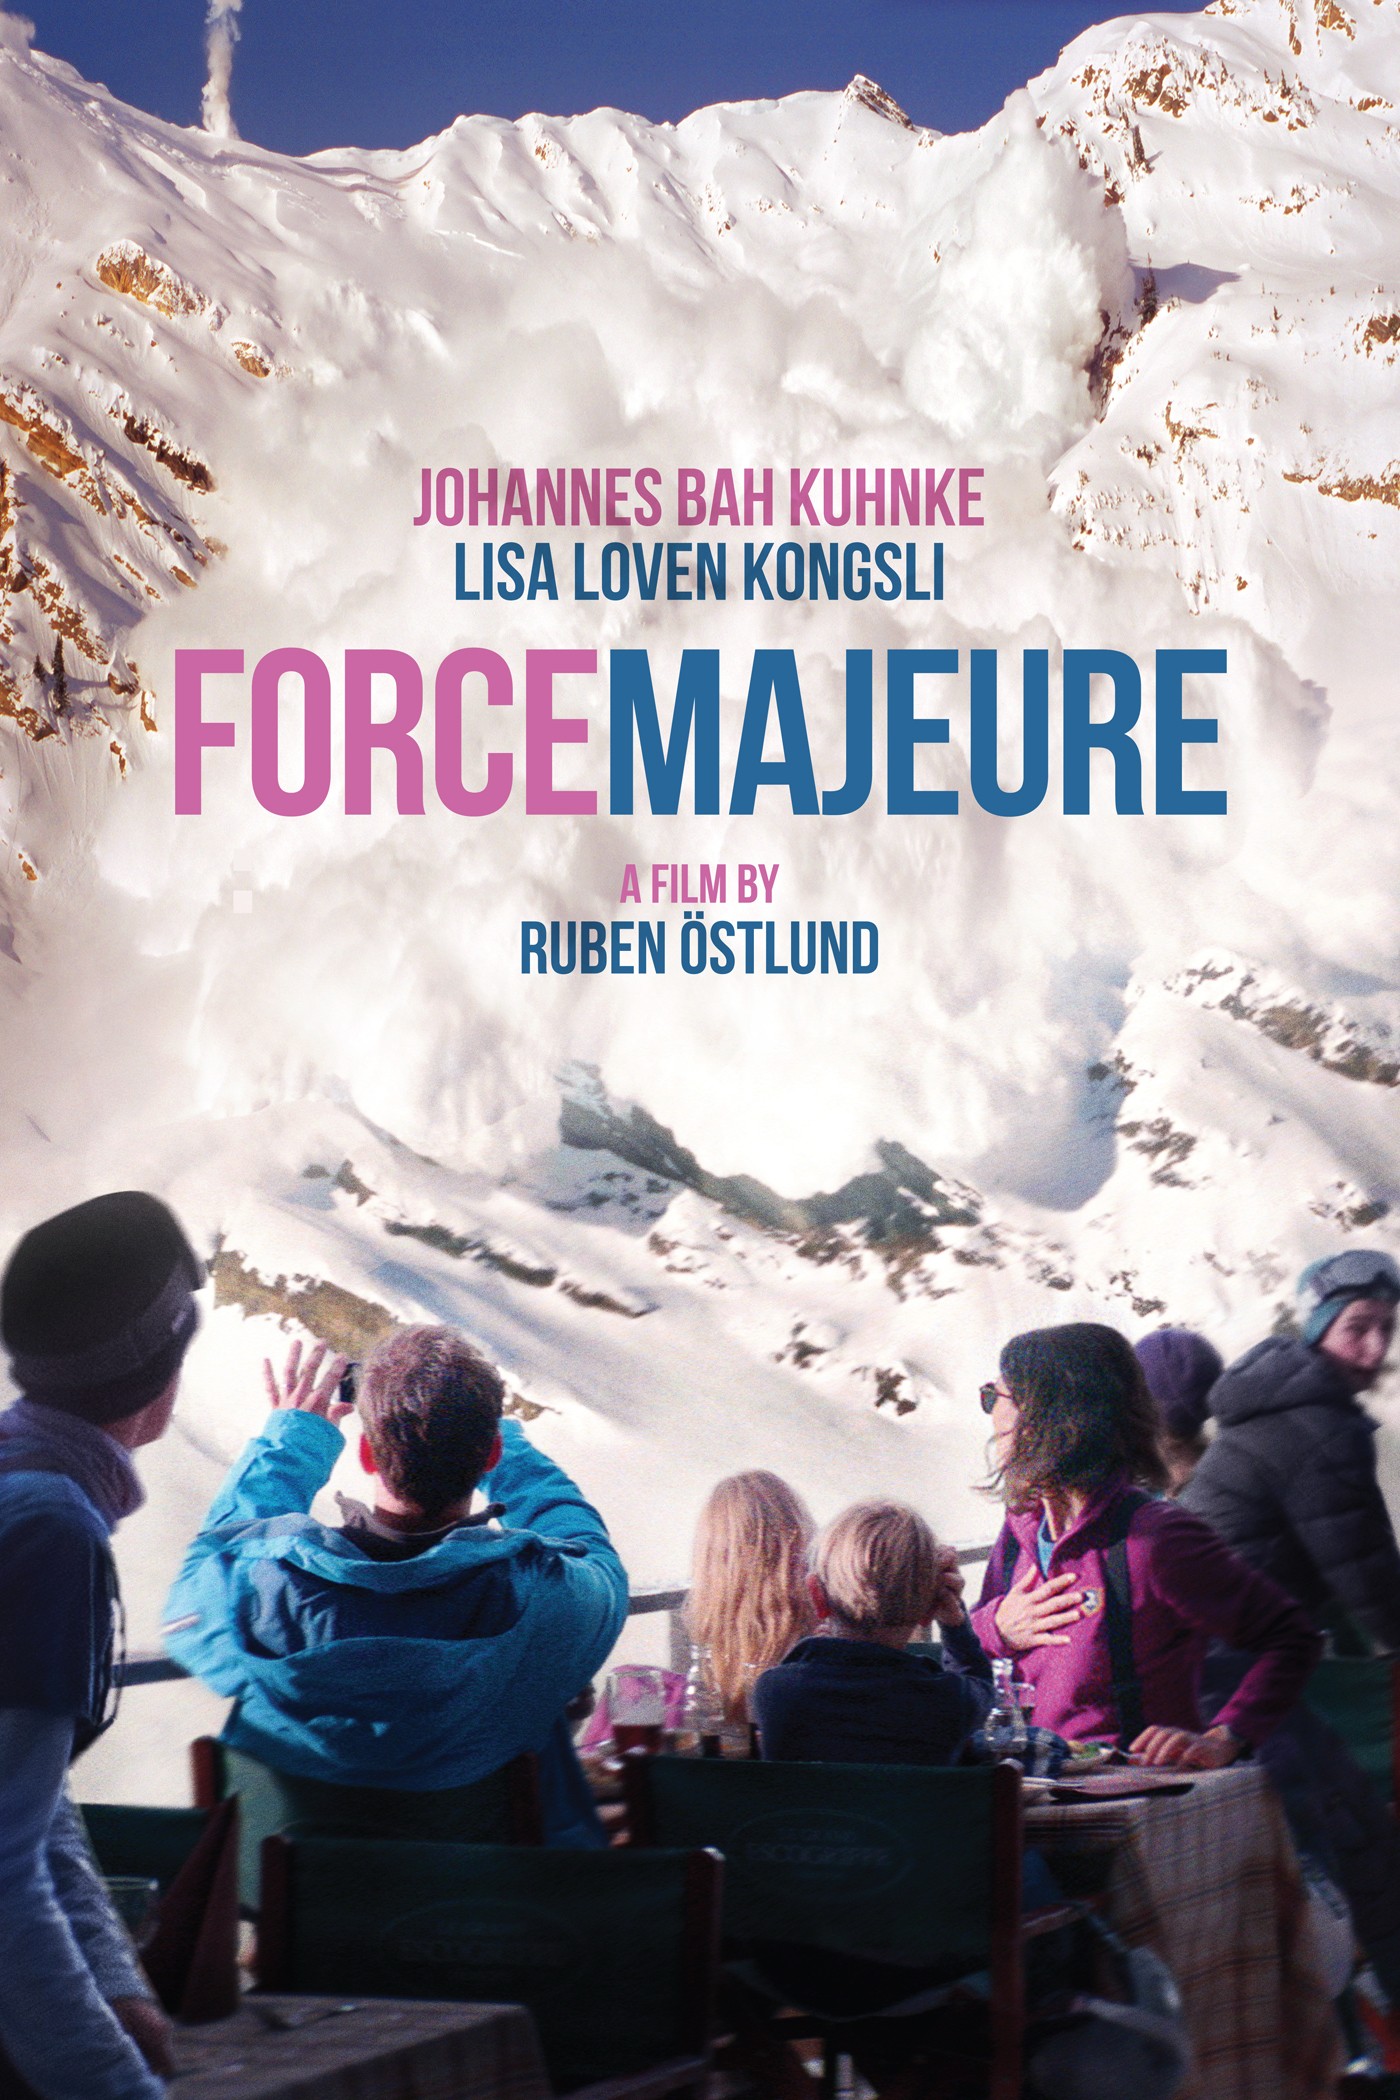 JOHANNES BAH KUHNKE
LISA LOVEN KONGSLI
FORCEMAJEURE
A FILM BY
RUBEN ÖSTLUND